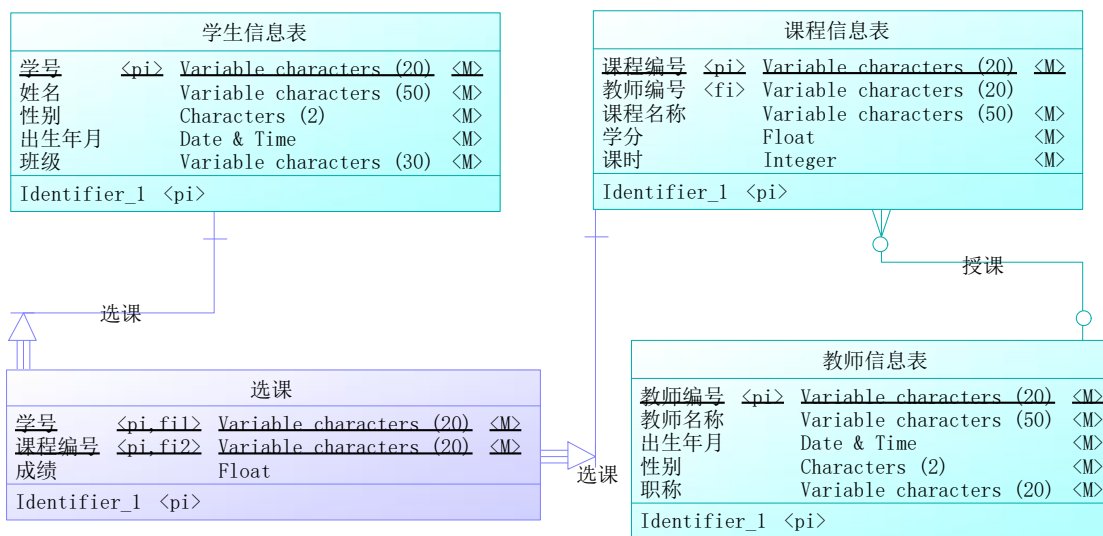 学生信息表
学号 <pi> Variable characters (20) <M>
姓名 Variable characters (50) <M>
性别 Characters (2) <M>
出生年月 Date & Time <M>
班级 Variable characters (30) <M>
Identifier_1 <pi>
课程信息表
课程编号 <pi> Variable characters (20) <M>
教师编号 <fi> Variable characters (20)
课程名称 Variable characters (50) <M>
学分 Float <M>
课时 Integer <M>
Identifier_1 <pi>
授课
选课
选课
学号 <pi,fi1> Variable characters (20) <M>
课程编号 <pi,fi2> Variable characters (20) <M>
成绩 Float
Identifier_1 <pi>
选课
教师信息表
教师编号 <pi> Variable characters (20) <M>
教师名称 Variable characters (50) <M>
出生年月 Date & Time <M>
性别 Characters (2) <M>
职称 Variable characters (20) <M>
Identifier_1 <pi>